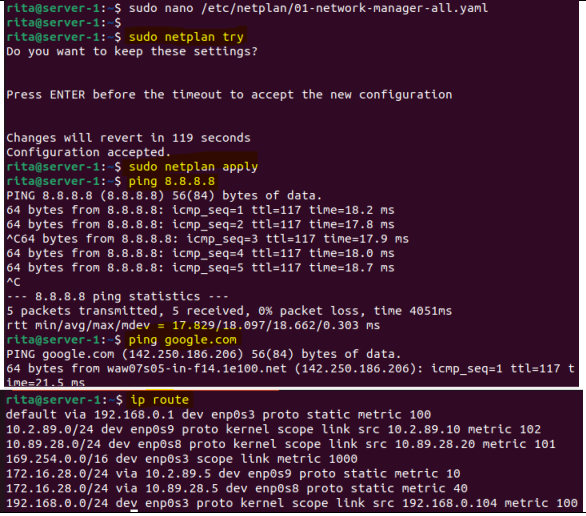 rita@server-1:~$ sudo nano /etc/netplan/01-network-manager-all.yaml
rita@server-1:~$
rita@server-1:~$ sudo netplan try
Do you want to keep these settings?
Press ENTER before the timeout to accept the new configuration
Changes will revert in 119 seconds
Configuration accepted.
rita@server-1:~$ sudo netplan apply
rita@server-1:~$ ping 8.8.8.8
PING 8.8.8.8 (8.8.8.8) 56(84) bytes of data.
64 bytes from 8.8.8.8: icmp_seq=1 ttl=117 time=18.2 ms
64 bytes from 8.8.8.8: icmp_seq=2 ttl=117 time=17.8 ms
^C64 bytes from 8.8.8.8: icmp_seq=3 ttl=117 time=17.9 ms
64 bytes from 8.8.8.8: icmp_seq=4 ttl=117 time=18.0 ms
64 bytes from 8.8.8.8: icmp_seq=5 ttl=117 time=18.7 ms
^C
--- 8.8.8.8 ping statistics ---
5 packets transmitted, 5 received, 0% packet loss, time 4051ms
rtt min/avg/max/mdev = 17.829/18.097/18.662/0.303 ms
rita@server-1:~$ ping google.com
PING google.com (142.250.186.206) 56(84) bytes of data.
64 bytes from waw07s05-in-f14.1e100.net (142.250.186.206): icmp_seq=1 ttl=117 t
ime=21.5 ms
rita@server-1:~$ ip route
default via 192.168.0.1 dev enp0s3 proto static metric 100
10.2.89.0/24 dev enp0s9 proto kernel scope link src 10.2.89.10 metric 102
10.89.28.0/24 dev enp0s8 proto kernel scope link src 10.89.28.20 metric 101
169.254.0.0/16 dev enp0s3 scope link metric 1000
172.16.28.0/24 via 10.2.89.5 dev enp0s9 proto static metric 10
172.16.28.0/24 via 10.89.28.5 dev enp0s8 proto static metric 40
192.168.0.0/24 dev enp0s3 proto kernel scope link src 192.168.0.104 metric 100